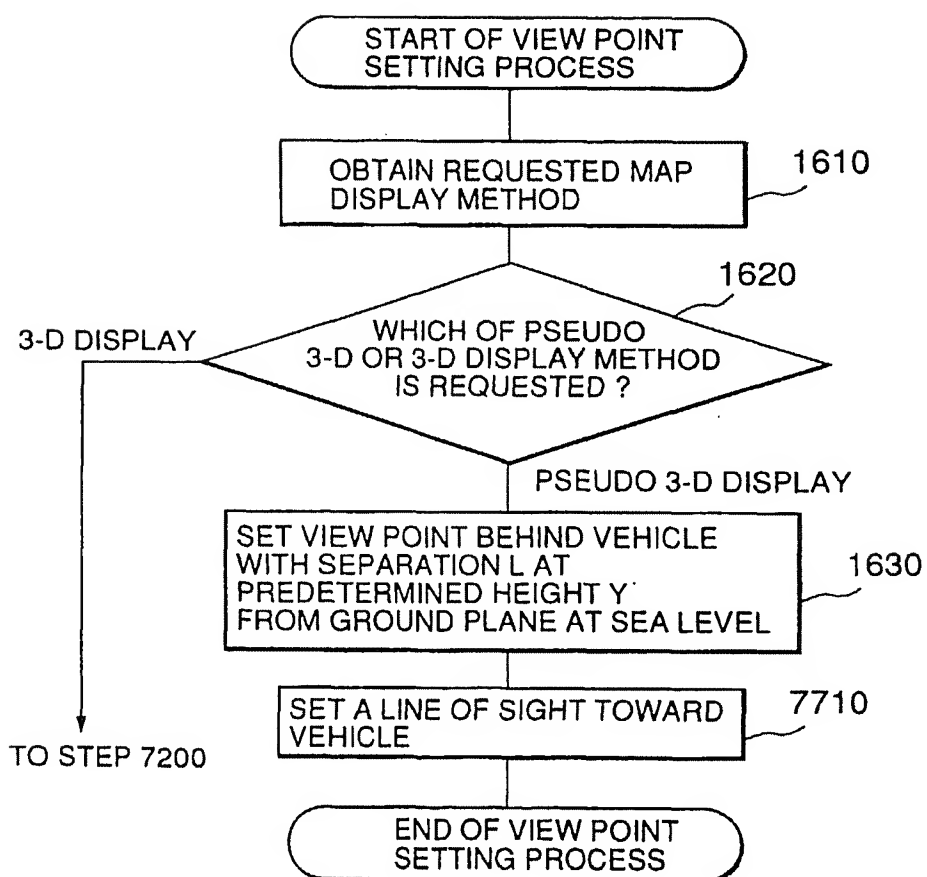 START OF VIEW POINT
SETTING PROCESS
OBTAIN REQUESTED MAP
DISPLAY METHOD
1610
1620
3-D DISPLAY
WHICH OF PSEUDO
3-D OR 3-D DISPLAY METHOD
IS REQUESTED ?
PSEUDO 3-D DISPLAY
SET VIEW POINT BEHIND VEHICLE
WITH SEPARATION L AT
PREDETERMINED HEIGHT Y
FROM GROUND PLANE AT SEA LEVEL
1630
SET A LINE OF SIGHT TOWARD
VEHICLE
7710
TO STEP 7200
END OF VIEW POINT
SETTING PROCESS